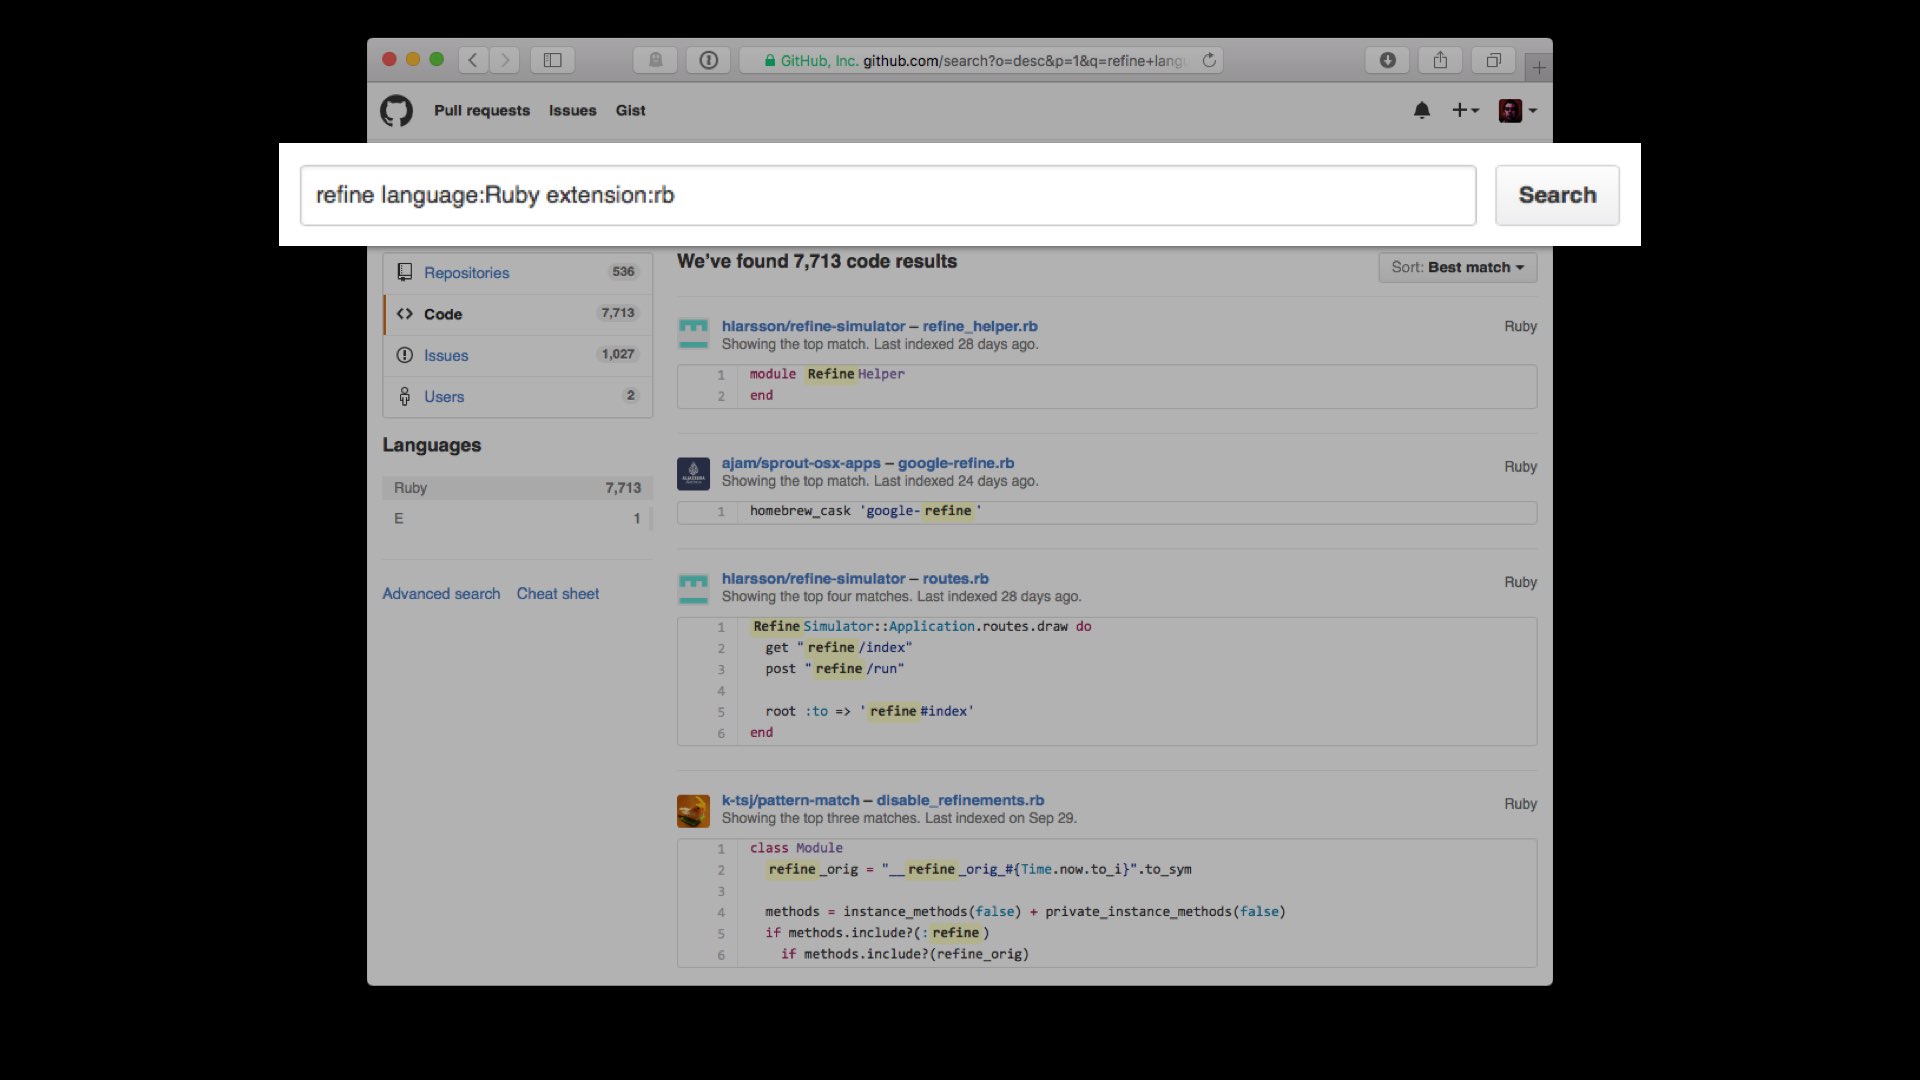 GitHub, Inc. github.com/search?o=desc&p=1&q=refine+lang
Pull requests Issues Gist
refine language:Ruby extension:rb Search
Repositories 536
Code 7,713
Issues 1,027
Users 2
Languages
Ruby 7,713
E 1
Advanced search Cheat sheet
We've found 7,713 code results
Sort: Best match
hlarsson/refine-simulator – refine_helper.rb Ruby
Showing the top match. Last indexed 28 days ago.
1 module RefineHelper
2 end
ajam/sprout-osx-apps – google-refine.rb Ruby
Showing the top match. Last indexed 24 days ago.
1 homebrew_cask 'google-refine'
hlarsson/refine-simulator – routes.rb Ruby
Showing the top four matches. Last indexed 28 days ago.
1 RefineSimulator::Application.routes.draw do
2 get "refine/index"
3 post "refine/run"
4
5 root :to => 'refine#index'
6 end
k-tsj/pattern-match – disable_refinements.rb Ruby
Showing the top three matches. Last indexed on Sep 29.
1 class Module
2 refine_orig = "__refine_orig_#{Time.now.to_i}".to_sym
3
4 methods = instance_methods(false) + private_instance_methods(false)
5 if methods.include?(:refine)
6 if methods.include?(refine_orig)